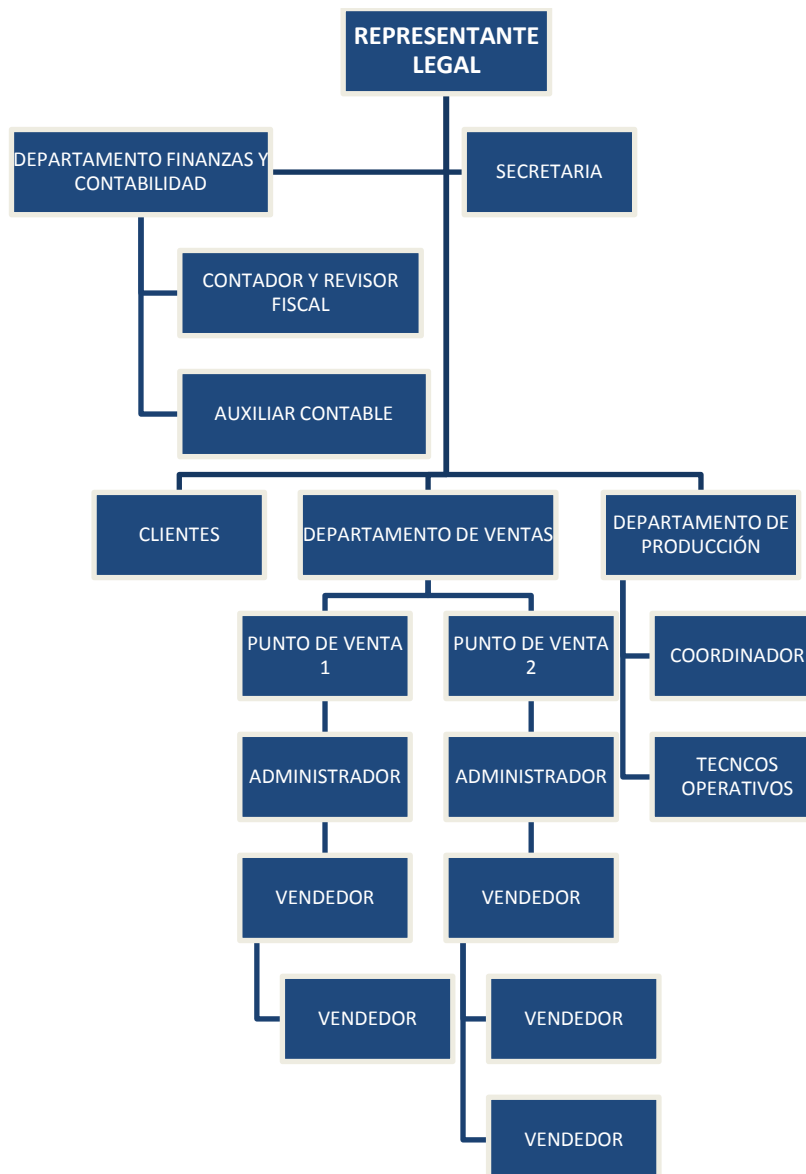 REPRESENTANTE
LEGAL
DEPARTAMENTO FINANZAS Y
CONTABILIDAD
SECRETARIA
CONTADOR Y REVISOR
FISCAL
AUXILIAR CONTABLE
CLIENTES
DEPARTAMENTO DE VENTAS
DEPARTAMENTO DE
PRODUCCIÓN
PUNTO DE VENTA
1
PUNTO DE VENTA
2
COORDINADOR
ADMINISTRADOR
ADMINISTRADOR
TECNCOS
OPERATIVOS
VENDEDOR
VENDEDOR
VENDEDOR
VENDEDOR
VENDEDOR